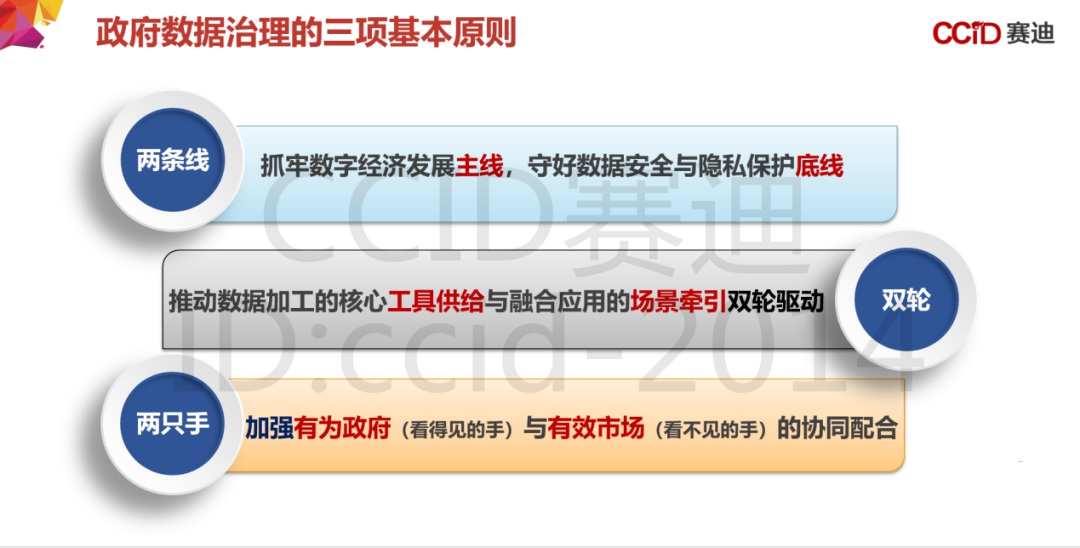 政府数据治理的三项基本原则
CCID 赛迪
两条线
抓牢数字经济发展主线，守好数据安全与隐私保护底线
CCID赛迪
推动数据加工的核心工具供给与融合应用的场景牵引双轮驱动
双轮
ID:ccid-2014
两只手
加强有为政府（看得见的手）与有效市场（看不见的手）的协同配合